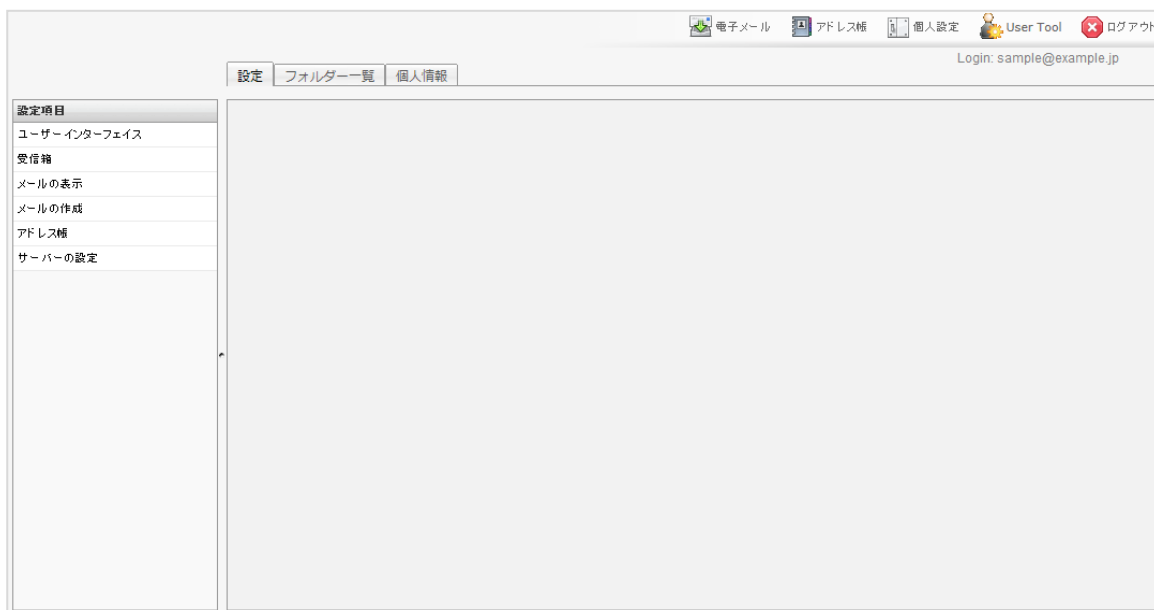 電子メール アドレス帳 個人設定 User Tool ログアウト
Login: sample@example.jp
設定 フォルダー一覧 個人情報
設定項目
ユーザーインターフェイス
受信箱
メールの表示
メールの作成
アドレス帳
サーバーの設定